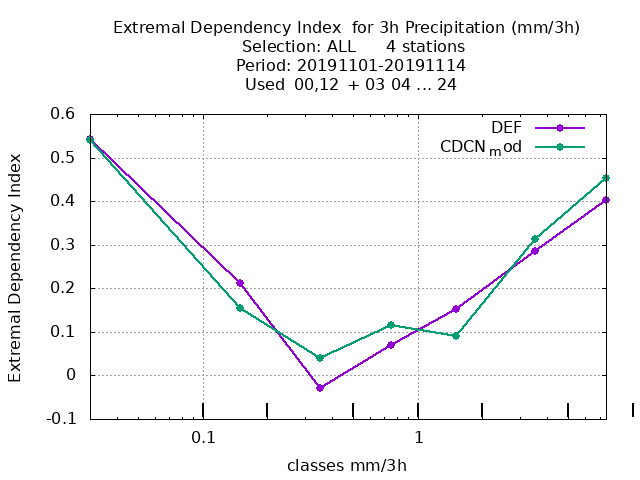 Extremal Dependency Index for 3h Precipitation (mm/3h)
Selection: ALL 4 stations
Period: 20191101-20191114
Used 00,12 + 03 04 ... 24
DEF
CDCN_mod
Extremal Dependency Index
0.6
0.5
0.4
0.3
0.2
0.1
0
-0.1
0.1 1
classes mm/3h